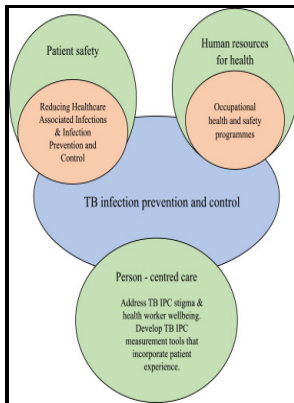 Patient safety
Reducing Healthcare
Associated Infections
& Infection
Prevention and
Control
Human resources
for health
Occupational
health and safety
programmes
TB infection prevention and control
Person - centred care
Address TB IPC stigma &
health worker wellbeing.
Develop TB IPC
measurement tools that
incorporate patient
experience.